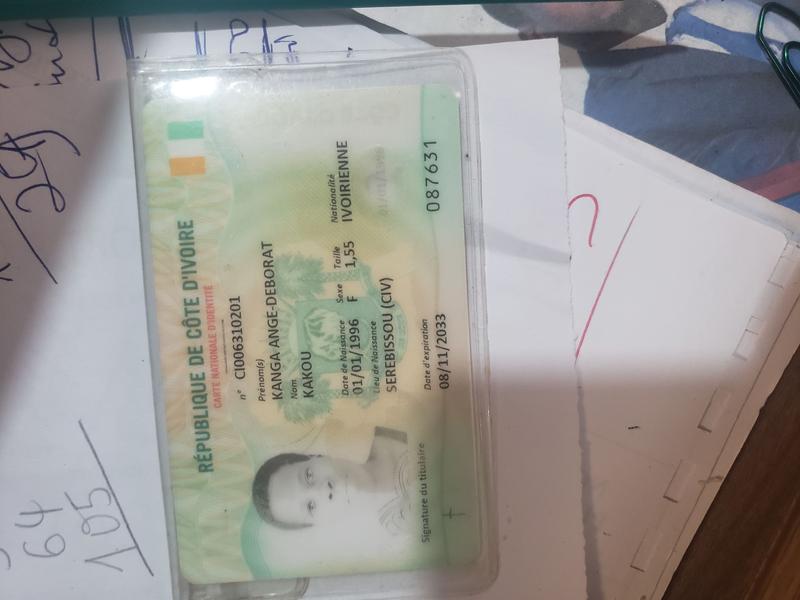 RÉPUBLIQUE DE CÔTE D'IVOIRE
CARTE NATIONALE D'IDENTITÉ
n° CI006310201
Prénom(s)
KANGA ANGE-DEBORAT
Nom
KAKOU
Date de Naissance Sexe Taille Nationalité
01/01/1996 F 1,55 IVOIRIENNE
Lieu de Naissance
SEREBISSOU (CIV)
Date d'expiration
08/11/2033
Signature du titulaire
087631
64
105